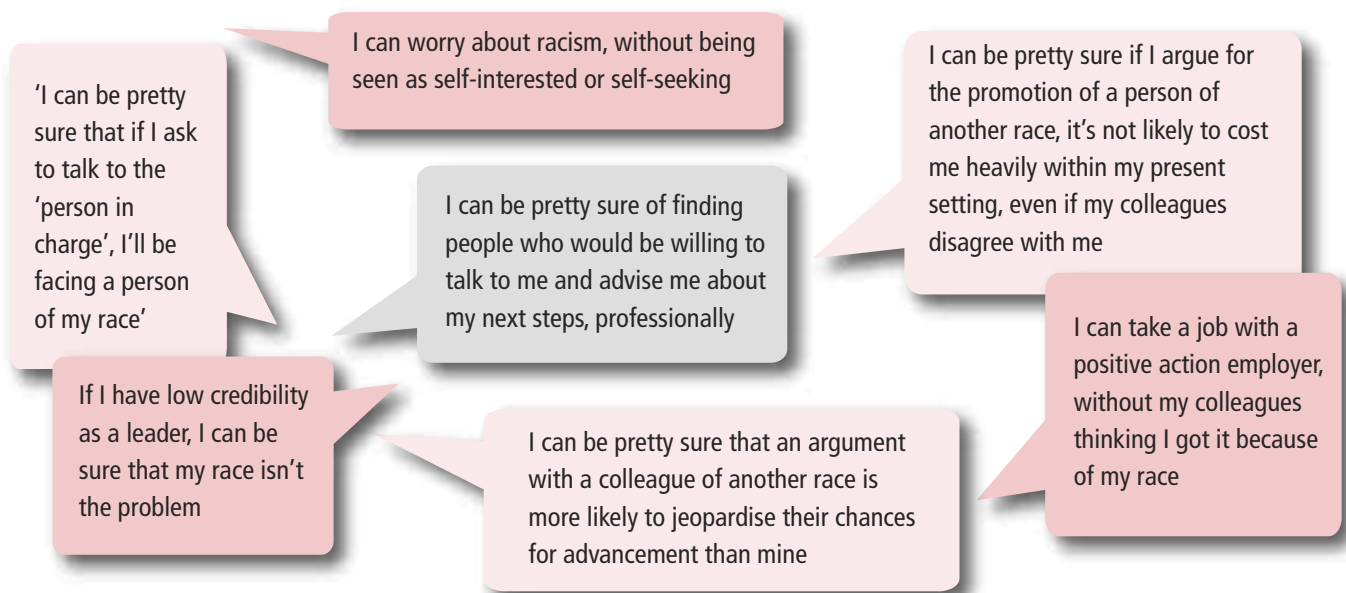 I can worry about racism, without being
seen as self-interested or self-seeking
'I can be pretty
sure that if I ask
to talk to the
'person in
charge', I'll be
facing a person
of my race'
I can be pretty sure if I argue for
the promotion of a person of
another race, it's not likely to cost
me heavily within my present
setting, even if my colleagues
disagree with me
I can be pretty sure of finding
people who would be willing to
talk to me and advise me about
my next steps, professionally
I can take a job with a
positive action employer,
without my colleagues
thinking I got it because
of my race
If I have low credibility
as a leader, I can be
sure that my race isn't
the problem
I can be pretty sure that an argument
with a colleague of another race is
more likely to jeopardise their chances
for advancement than mine